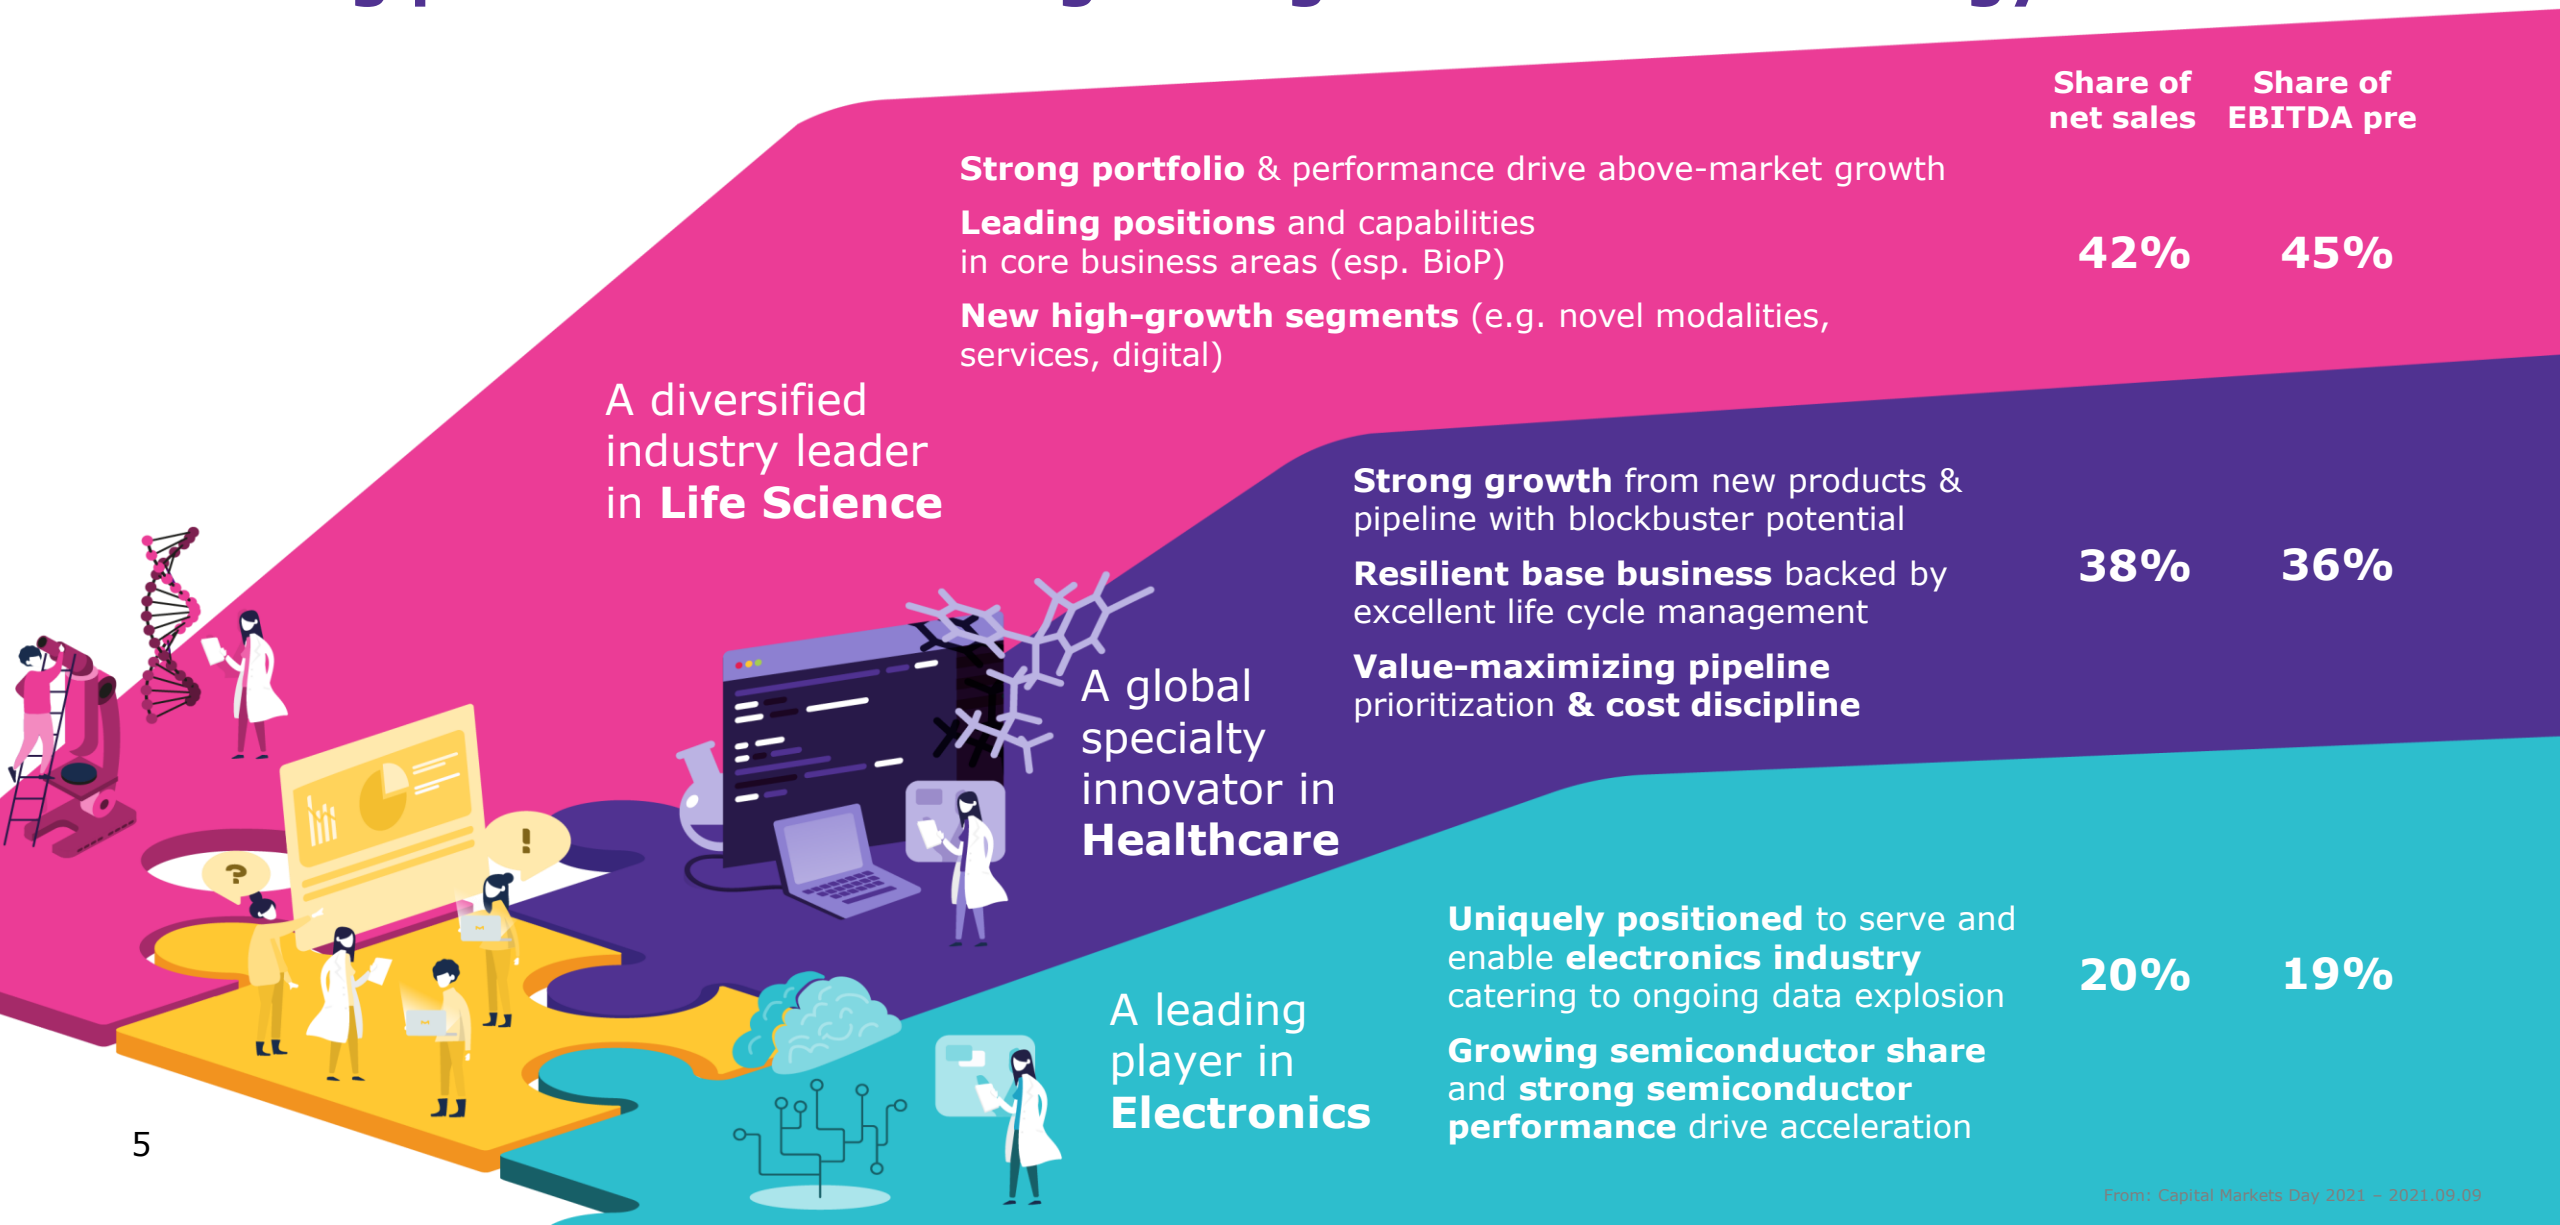 Share of
net sales
Share of
EBITDA pre
Strong portfolio & performance drive above-market growth
Leading positions and capabilities
in core business areas (esp. BioP)
New high-growth segments (e.g. novel modalities,
services, digital)
42%
45%
A diversified
industry leader
in Life Science
Strong growth from new products &
pipeline with blockbuster potential
Resilient base business backed by
excellent life cycle management
Value-maximizing pipeline
prioritization & cost discipline
38%
36%
A global
specialty
innovator in
Healthcare
?
!
Uniquely positioned to serve and
enable electronics industry
catering to ongoing data explosion
Growing semiconductor share
and strong semiconductor
performance drive acceleration
20%
19%
A leading
player in
Electronics
5
From: Capital Markets Day 2021 – 2021.09.09